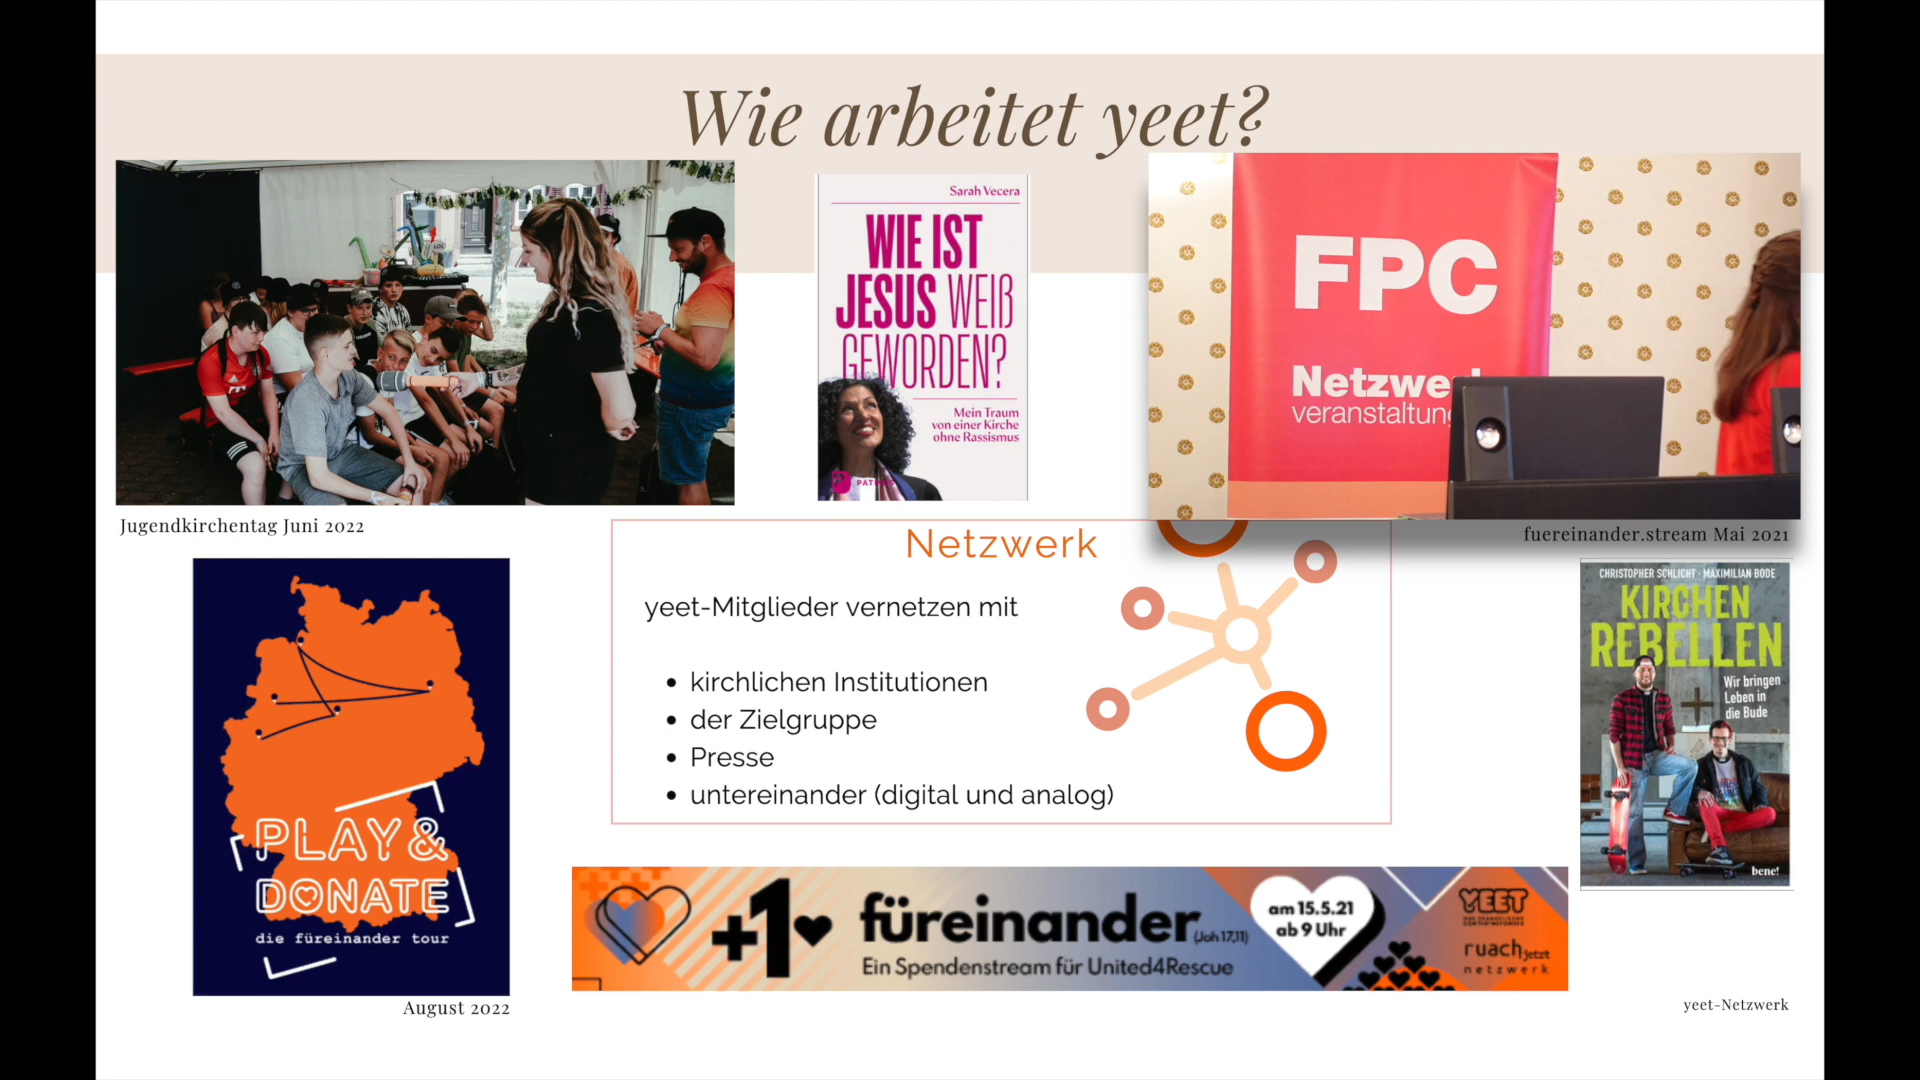 Wie arbeitet yeet?
Sarah Vecera
WIE IST
JESUS WEIß
GEWORDEN?
Mein Traum
von einer Kirche
ohne Rassismus
FPC
Netzwe
veranstaltung
Jugendkirchentag Juni 2022
fuereinander.stream Mai 2021
Netzwerk
yeet-Mitglieder vernetzen mit
• kirchlichen Institutionen
• der Zielgruppe
• Presse
• untereinander (digital und analog)
CHRISTOPHER SCHLICHT · MAXIMILIAN BODE
KIRCHEN
REBELLEN
Wir bringen
Leben in
die Bude
bene!
PLAY&
DONATE
die füreinander tour
August 2022
+1
füreinander (Joh 17,11)
Ein Spendenstream für United4Rescue
am 15.5.21
ab 9 Uhr
YEET
ruach.jetzt
netzwerk
yeet-Netzwerk